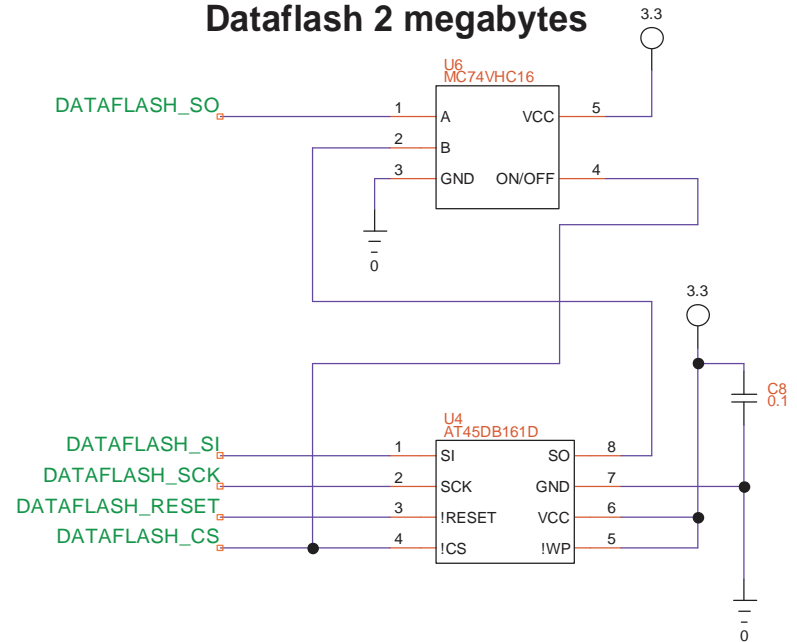 Dataflash 2 megabytes
3.3
U6
MC74VHC16
DATAFLASH_SO
1
A
VCC
5
2
B
3
GND
ON/OFF
4
0
3.3
C8
0.1
U4
AT45DB161D
DATAFLASH_SI
1
SI
SO
8
DATAFLASH_SCK
2
SCK
GND
7
DATAFLASH_RESET
3
!RESET
VCC
6
DATAFLASH_CS
4
!CS
!WP
5
0